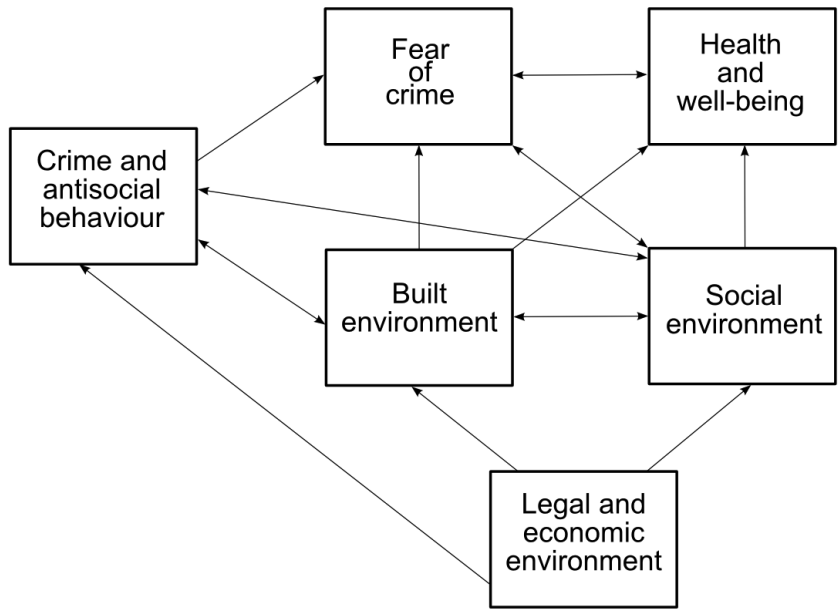 Fear
of
crime
Health
and
well-being
Crime and
antisocial
behaviour
Built
environment
Social
environment
Legal and
economic
environment